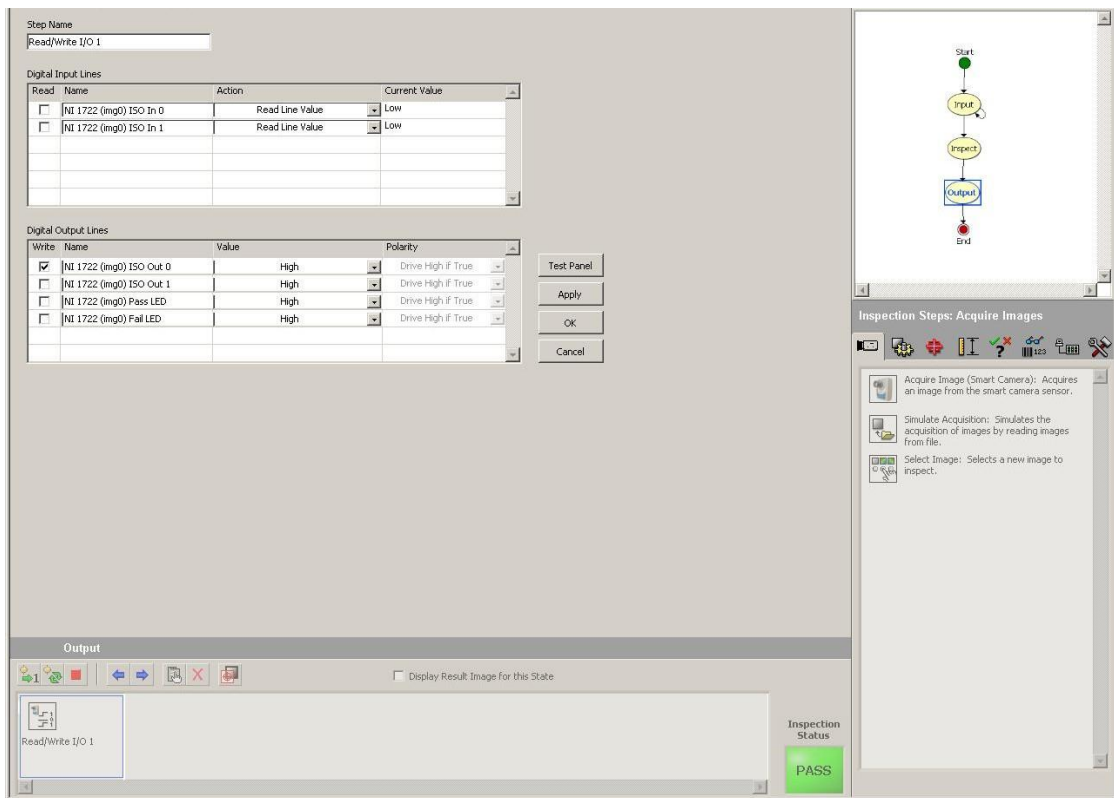 Step Name
Read/Write I/O 1
Digital Input Lines
Read Name Action Current Value
NI 1722 (img0) ISO In 0 Read Line Value Low
NI 1722 (img0) ISO In 1 Read Line Value Low
Digital Output Lines
Write Name Value Polarity
NI 1722 (img0) ISO Out 0 High Drive High if True
NI 1722 (img0) ISO Out 1 High Drive High if True
NI 1722 (img0) Pass LED High Drive High if True
NI 1722 (img0) Fail LED High Drive High if True
Test Panel
Apply
OK
Cancel
Start
Input
Inspect
Output
End
Inspection Steps: Acquire Images
123
Acquire Image (Smart Camera): Acquires
an image from the smart camera sensor.
Simulate Acquisition: Simulates the
acquisition of images by reading images
from file.
Select Image: Selects a new image to
inspect.
Output
1
Display Result Image for this State
Read/Write I/O 1
Inspection
Status
PASS